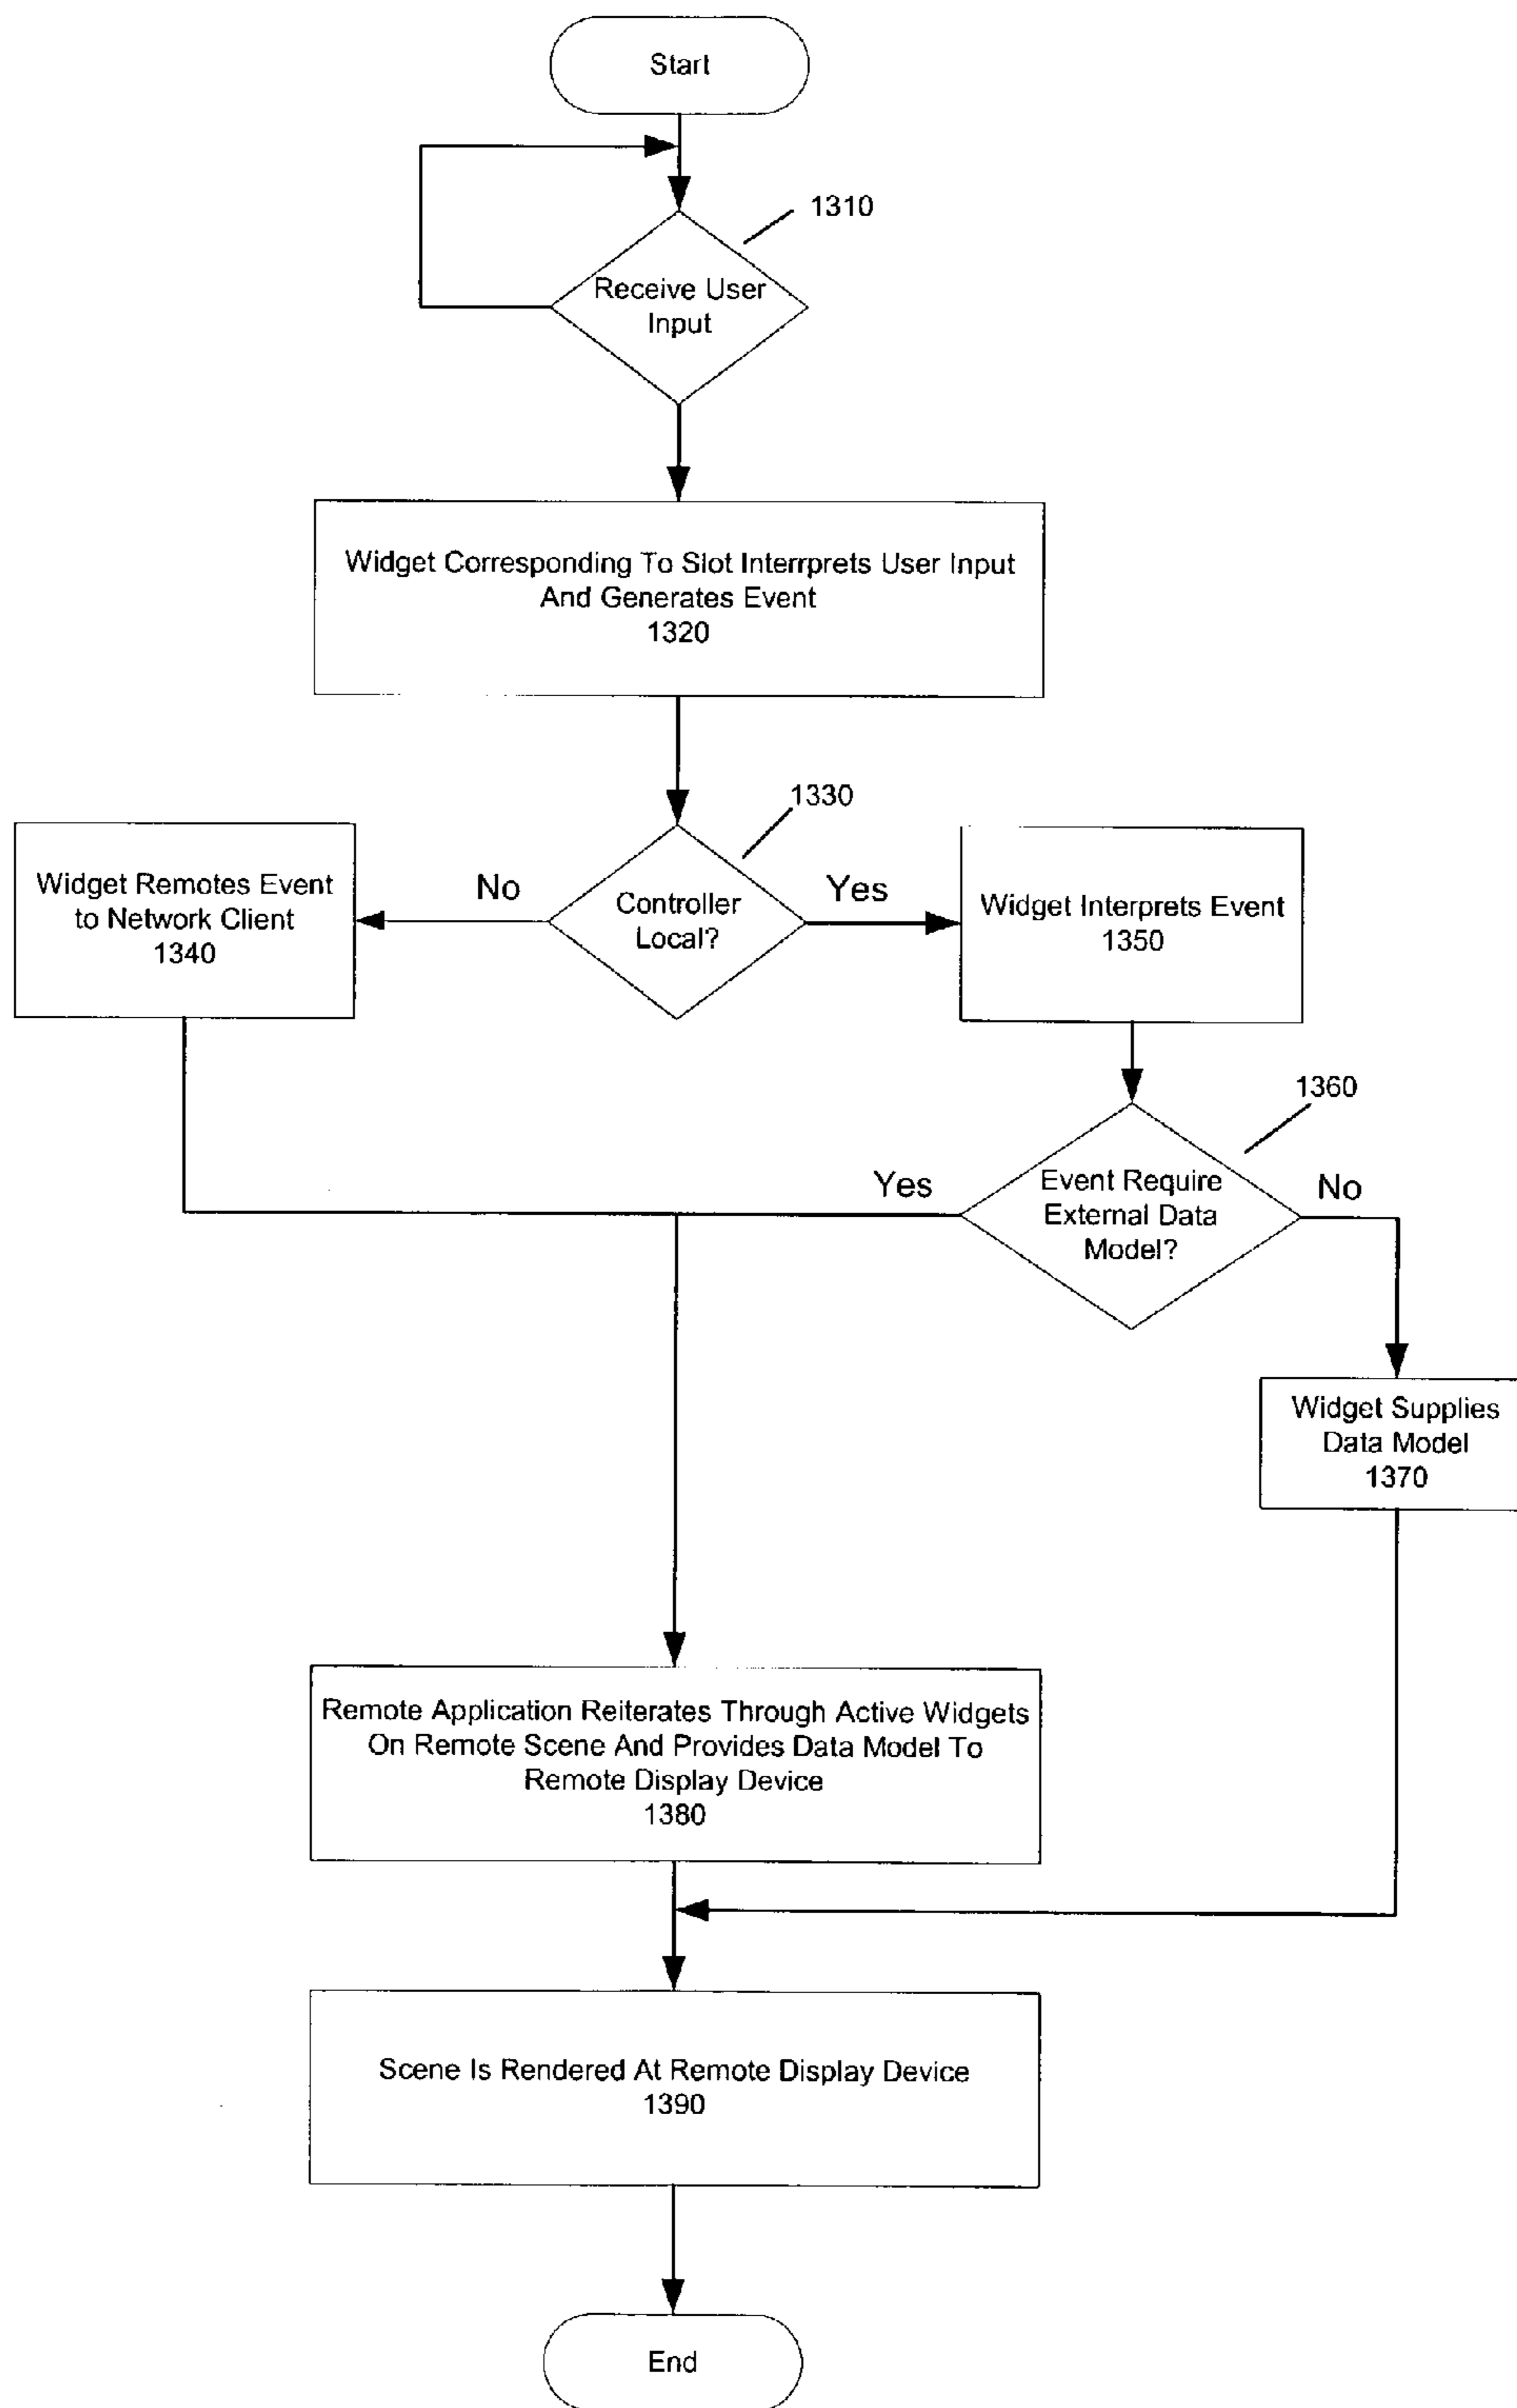 Start
1310
Receive User
Input
Widget Corresponding To Slot Interrprets User Input
And Generates Event
1320
1330
Widget Remotes Event
to Network Client
1340
No
Controller
Local?
Yes
Widget Interprets Event
1350
1360
Yes
Event Require
External Data
Model?
No
Widget Supplies
Data Model
1370
Remote Application Reiterates Through Active Widgets
On Remote Scene And Provides Data Model To
Remote Display Device
1380
Scene Is Rendered At Remote Display Device
1390
End